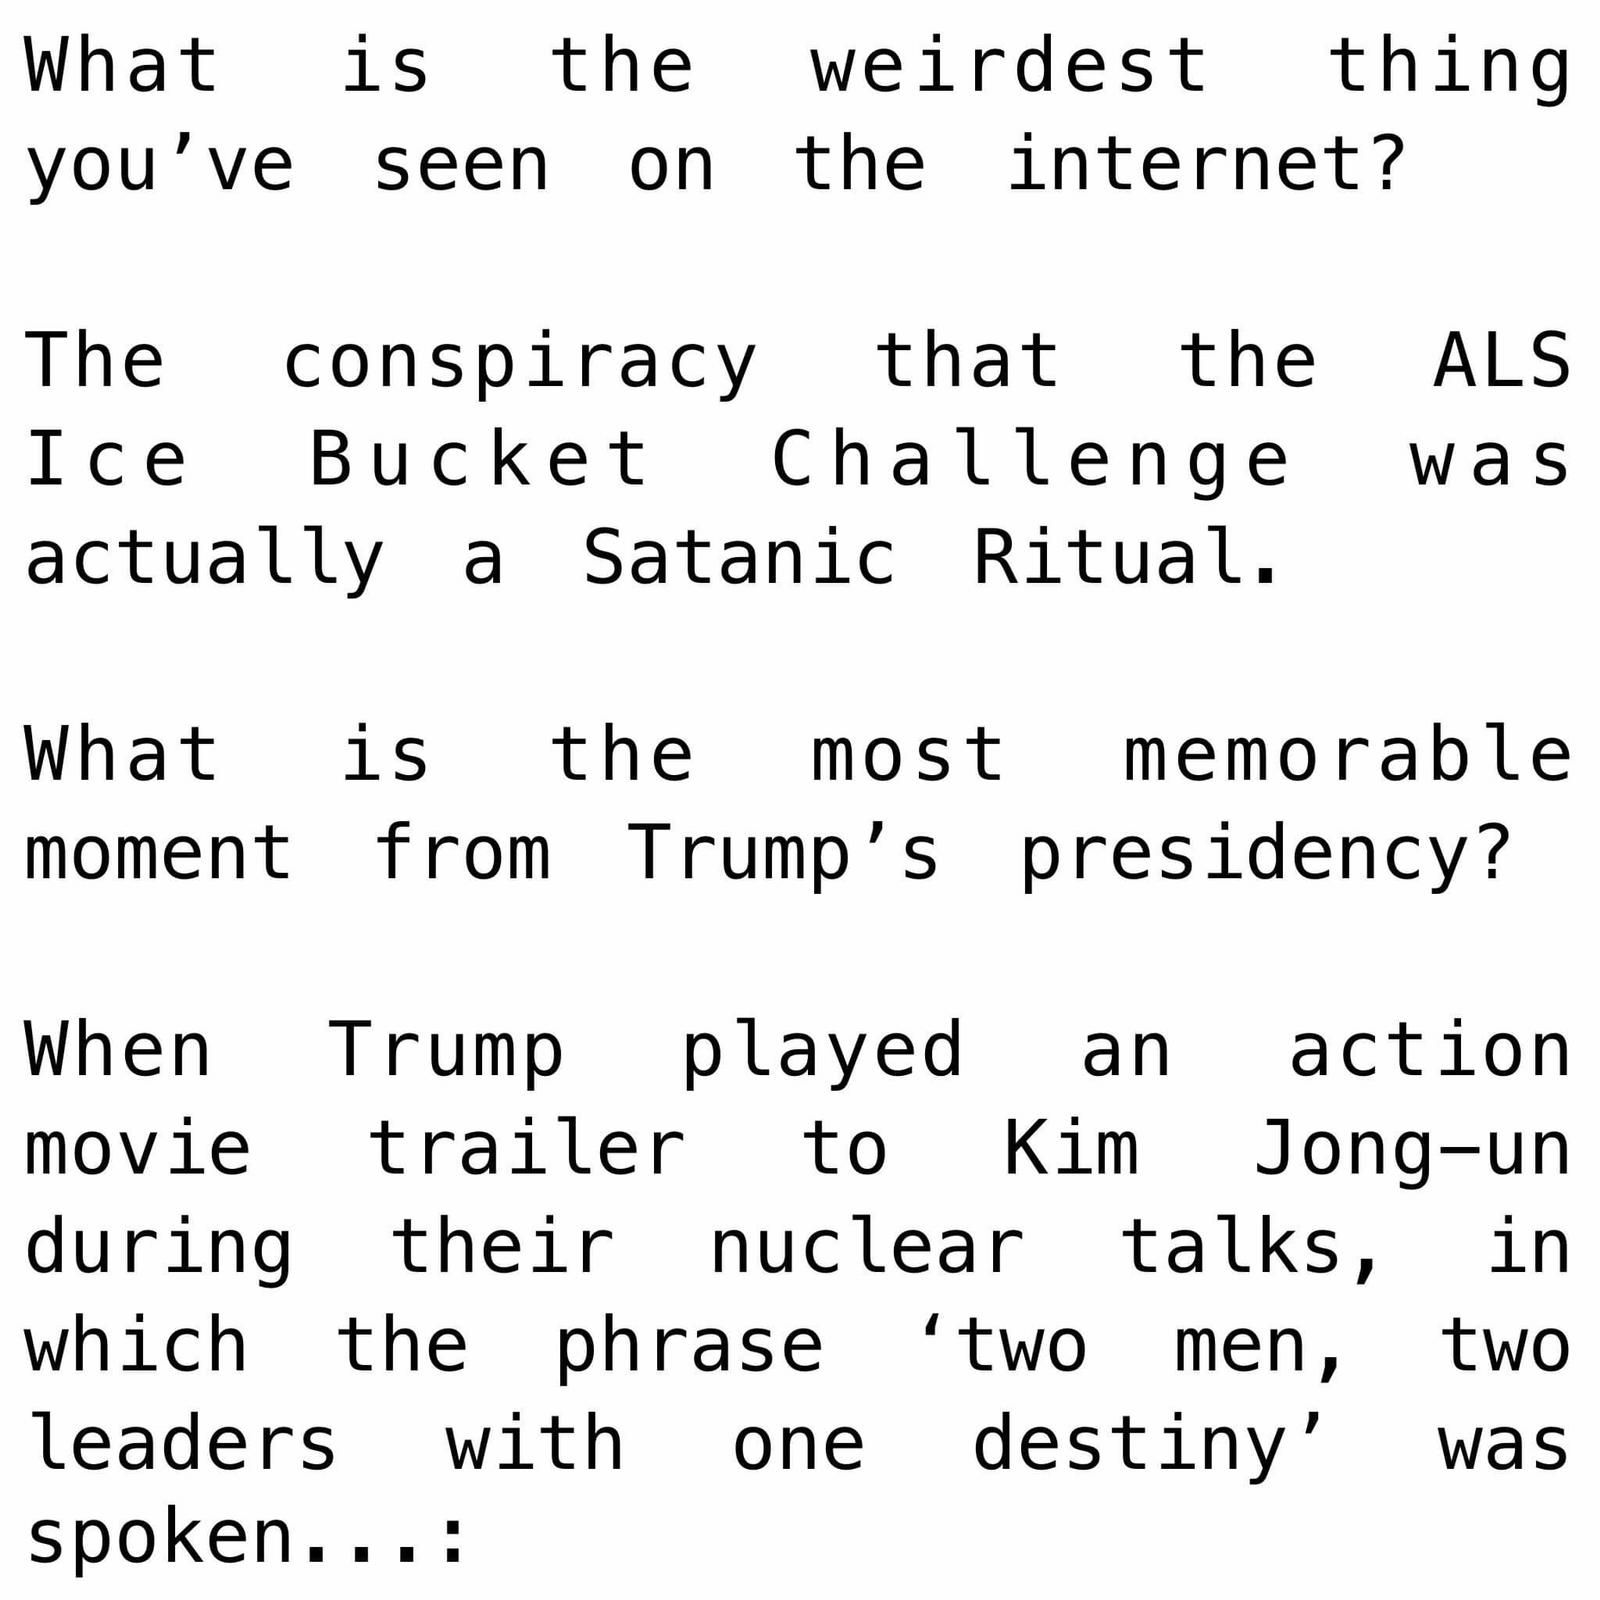 What is the weirdest thing
you’ve seen on the internet?
The conspiracy that the ALS
Ice Bucket Challenge was
actually a Satanic Ritual.
What is the most memorable
moment from Trump’s presidency?
When Trump played an action
movie trailer to Kim Jong–un
during their nuclear talks, in
which the phrase ‘two men, two
leaders with one destiny’ was
spoken...: